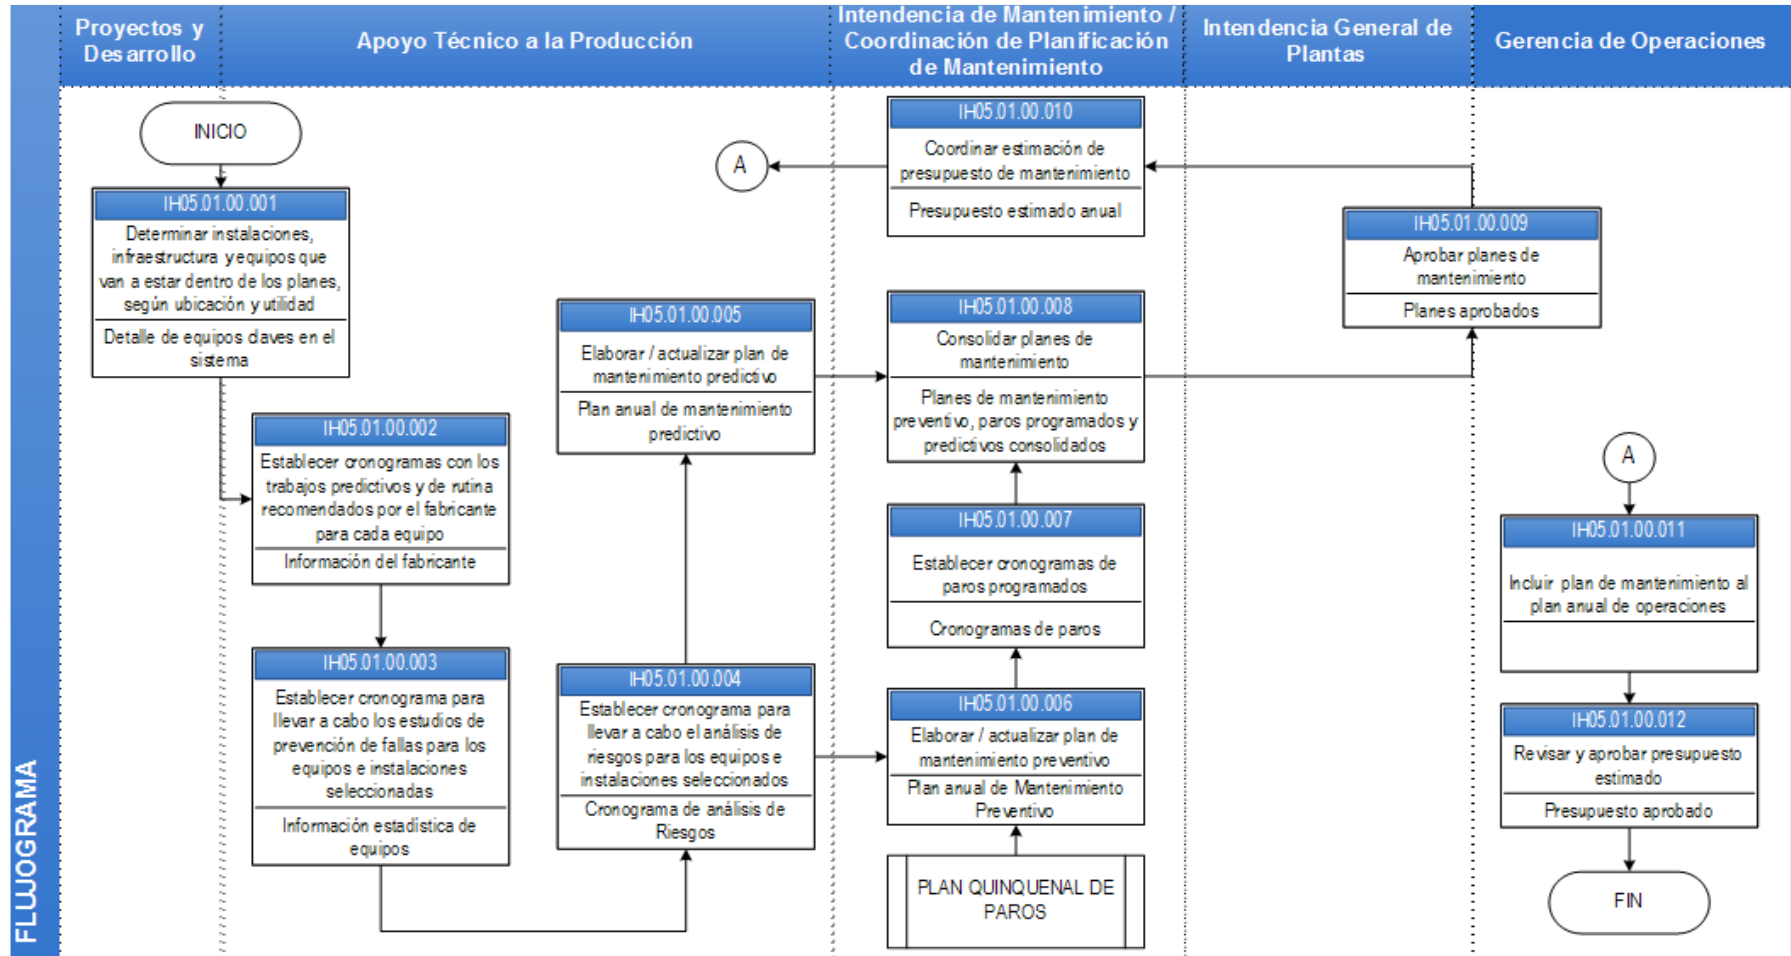 Proyectos y
Desarrollo
Apoyo Técnico a la Producción
Intendencia de Mantenimiento /
Coordinación de Planificación
de Mantenimiento
Intendencia General de
Plantas
Gerencia de Operaciones
FLUJOGRAMA
INICIO
IH05.01.00.001
Determinar instalaciones,
infraestructura y equipos que
van a estar dentro de los planes,
según ubicación y utilidad
Detalle de equipos claves en el
sistema
IH05.01.00.002
Establecer cronogramas con los
trabajos predictivos y de rutina
recomendados por el fabricante
para cada equipo
Información del fabricante
IH05.01.00.003
Establecer cronograma para
llevar a cabo los estudios de
prevención de fallas para los
equipos e instalaciones
seleccionadas
Información estadística de
equipos
IH05.01.00.004
Establecer cronograma para
llevar a cabo el análisis de
riesgos para los equipos e
instalaciones seleccionados
Cronograma de análisis de
Riesgos
IH05.01.00.005
Elaborar / actualizar plan de
mantenimiento predictivo
Plan anual de mantenimiento
predictivo
PLAN QUINQUENAL DE
PAROS
IH05.01.00.006
Elaborar / actualizar plan de
mantenimiento preventivo
Plan anual de Mantenimiento
Preventivo
IH05.01.00.007
Establecer cronogramas de
paros programados
Cronogramas de paros
IH05.01.00.008
Consolidar planes de
mantenimiento
Planes de mantenimiento
preventivo, paros programados y
predictivos consolidados
IH05.01.00.009
Aprobar planes de
mantenimiento
Planes aprobados
IH05.01.00.010
Coordinar estimación de
presupuesto de mantenimiento
Presupuesto estimado anual
A
A
IH05.01.00.011
Incluir plan de mantenimiento al
plan anual de operaciones
IH05.01.00.012
Revisar y aprobar presupuesto
estimado
Presupuesto aprobado
FIN